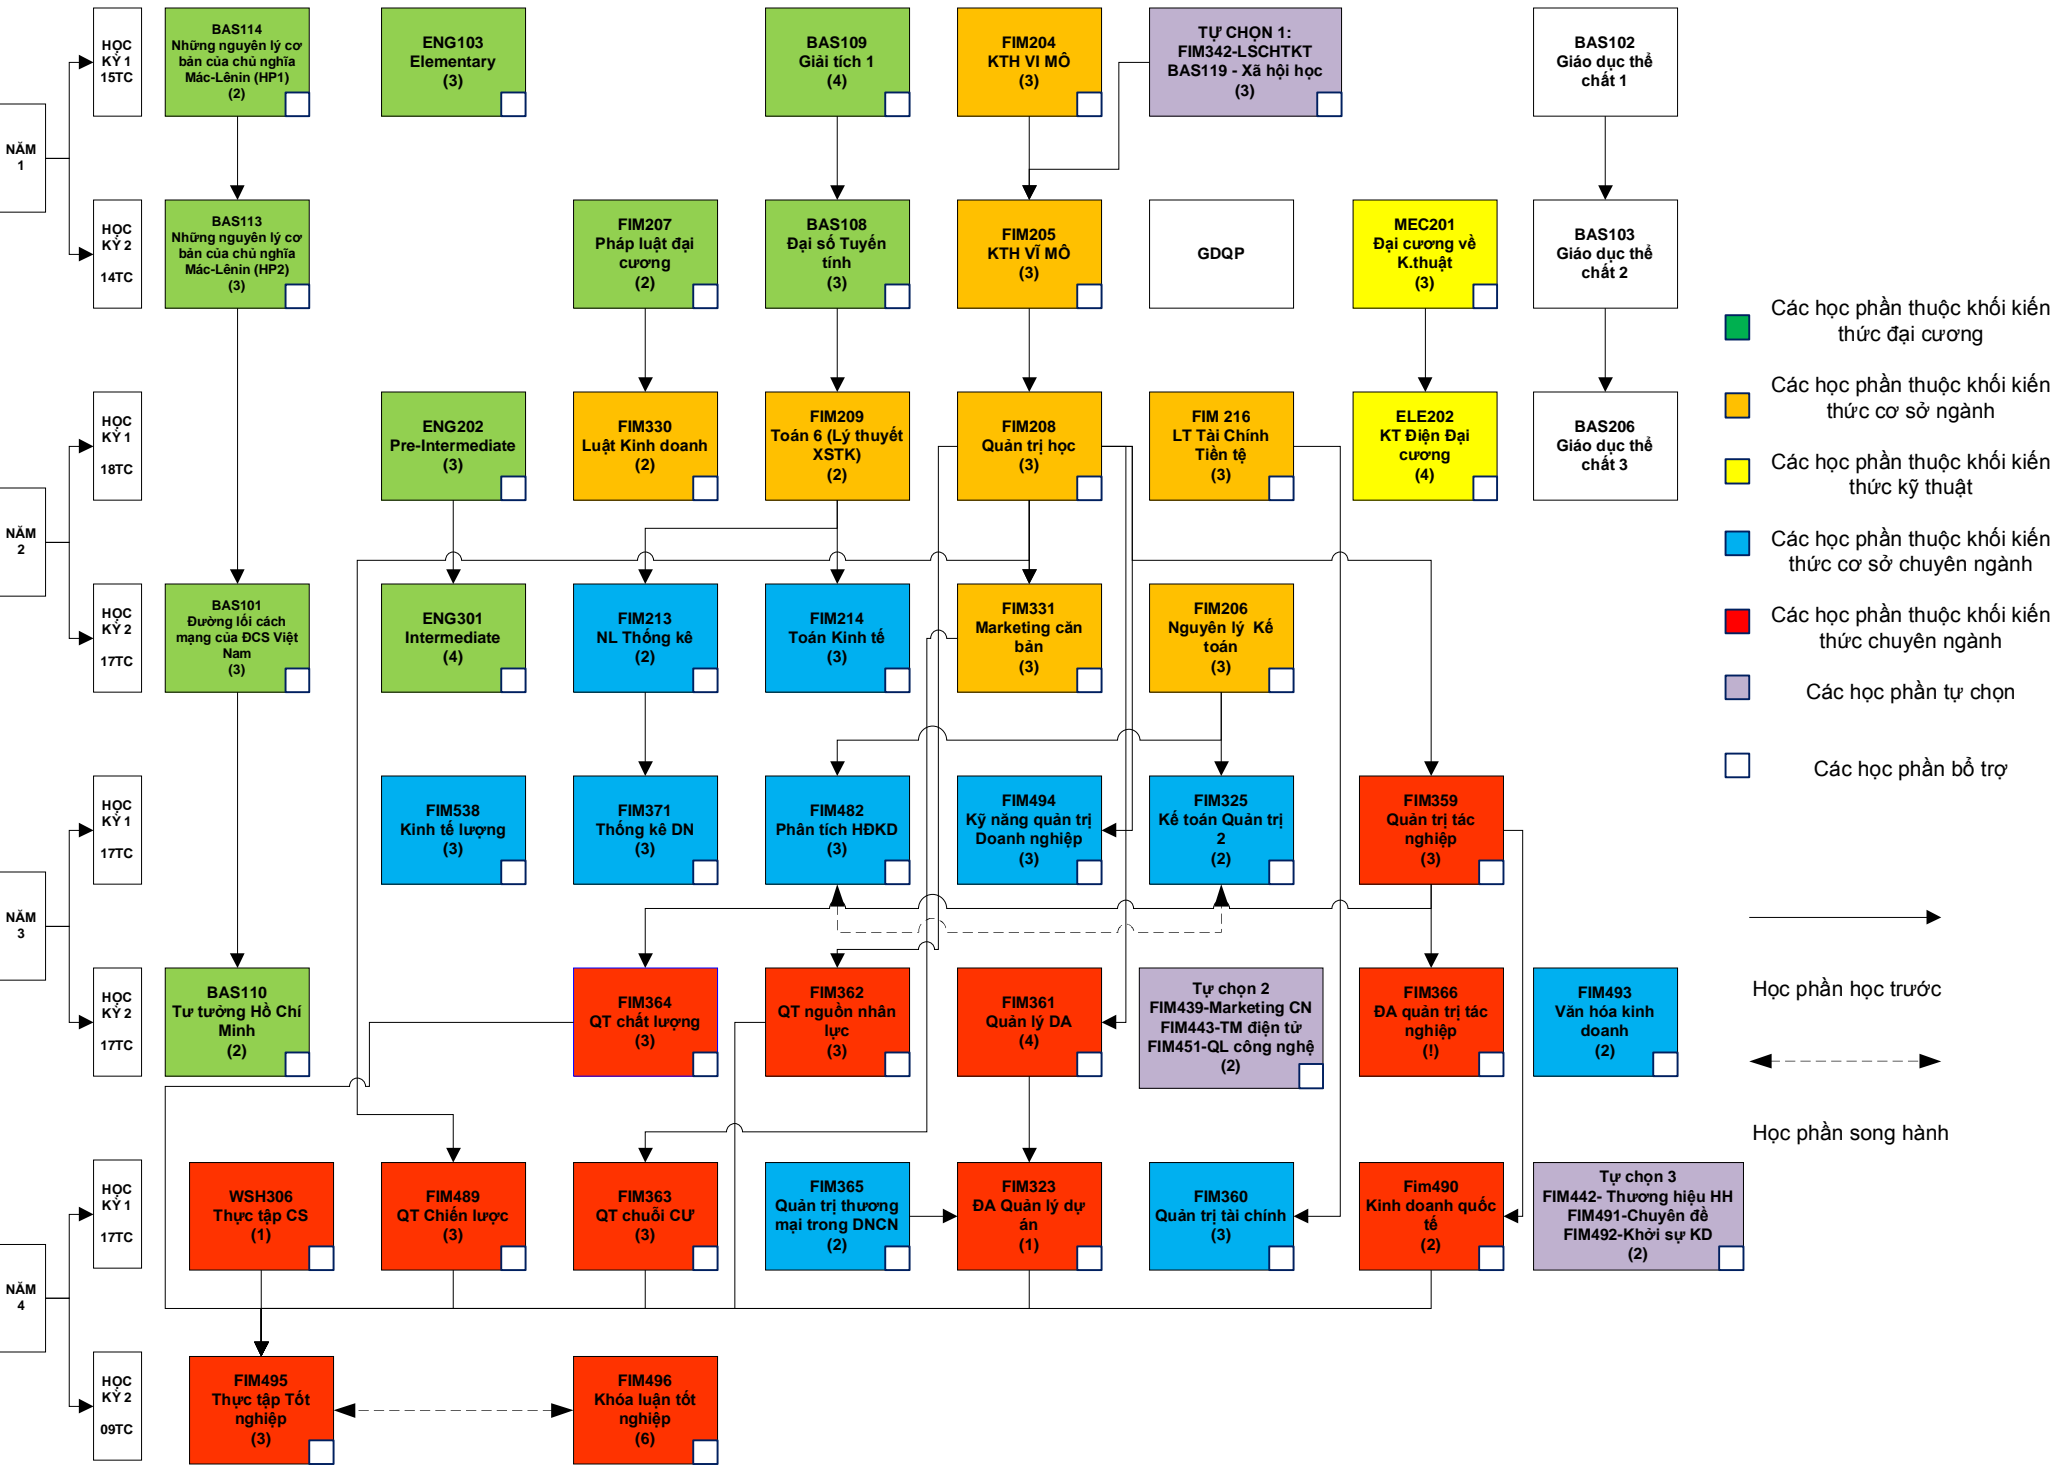 NĂM
1
HỌC
KỲ 1
15TC
BAS114
Những nguyên lý cơ
bản của chủ nghĩa
Mác-Lênin (HP1)
(2)
ENG103
Elementary
(3)
BAS109
Giải tích 1
(4)
FIM204
KTH VI MÔ
(3)
TỰ CHỌN 1:
FIM342-LSCHTKT
BAS119 - Xã hội học
(3)
BAS102
Giáo dục thể
chất 1
HỌC
KỲ 2
14TC
BAS113
Những nguyên lý cơ
bản của chủ nghĩa
Mác-Lênin (HP2)
(3)
FIM207
Pháp luật đại
cương
(2)
BAS108
Đại số Tuyến
tính
(3)
FIM205
KTH VĨ MÔ
(3)
GDQP
MEC201
Đại cương về
K.thuật
(3)
BAS103
Giáo dục thể
chất 2
NĂM
2
HỌC
KỲ 1
18TC
ENG202
Pre-Intermediate
(3)
FIM330
Luật Kinh doanh
(2)
FIM209
Toán 6 (Lý thuyết
XSTK)
(2)
FIM208
Quản trị học
(3)
FIM 216
LT Tài Chính
Tiền tệ
(3)
ELE202
KT Điện Đại
cương
(4)
BAS206
Giáo dục thể
chất 3
HỌC
KỲ 2
17TC
BAS101
Đường lối cách
mạng của ĐCS Việt
Nam
(3)
ENG301
Intermediate
(4)
FIM213
NL Thống kê
(2)
FIM214
Toán Kinh tế
(3)
FIM331
Marketing căn
bản
(3)
FIM206
Nguyên lý Kế
toán
(3)
NĂM
3
HỌC
KỲ 1
17TC
FIM538
Kinh tế lượng
(3)
FIM371
Thống kê DN
(3)
FIM482
Phân tích HĐKD
(3)
FIM494
Kỹ năng quản trị
Doanh nghiệp
(3)
FIM325
Kế toán Quản trị
2
(2)
FIM359
Quản trị tác
nghiệp
(3)
HỌC
KỲ 2
17TC
BAS110
Tư tưởng Hồ Chí
Minh
(2)
FIM364
QT chất lượng
(3)
FIM362
QT nguồn nhân
lực
(3)
FIM361
Quản lý DA
(4)
Tự chọn 2
FIM439-Marketing CN
FIM443-TM điện tử
FIM451-QL công nghệ
(2)
FIM366
ĐA quản trị tác
nghiệp
(!)
FIM493
Văn hóa kinh
doanh
(2)
NĂM
4
HỌC
KỲ 1
17TC
WSH306
Thực tập CS
(1)
FIM489
QT Chiến lược
(3)
FIM363
QT chuỗi CƯ
(3)
FIM365
Quản trị thương
mại trong DNCN
(2)
FIM323
ĐA Quản lý dự
án
(1)
FIM360
Quản trị tài chính
(3)
Fim490
Kinh doanh quốc
tế
(2)
Tự chọn 3
FIM442- Thương hiệu HH
FIM491-Chuyên đề
FIM492-Khởi sự KD
(2)
HỌC
KỲ 2
09TC
FIM495
Thực tập Tốt
nghiệp
(3)
FIM496
Khóa luận tốt
nghiệp
(6)
Các học phần thuộc khối kiến
thức đại cương
Các học phần thuộc khối kiến
thức cơ sở ngành
Các học phần thuộc khối kiến
thức kỹ thuật
Các học phần thuộc khối kiến
thức cơ sở chuyên ngành
Các học phần thuộc khối kiến
thức chuyên ngành
Các học phần tự chọn
Các học phần bổ trợ
Học phần học trước
Học phần song hành